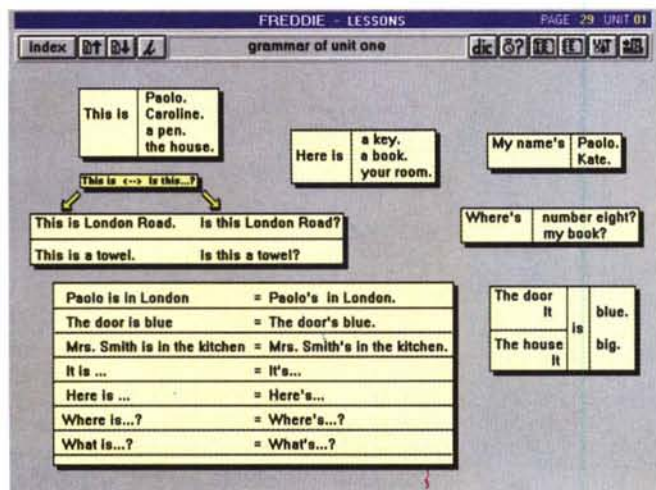 FREDDIE - LESSONS PAGE 29 UNIT 01
index grammar of unit one dic
This is Paolo.
Caroline.
a pen.
the house.
Here is a key.
a book.
your room.
My name's Paolo.
Kate.
This is <--> Is this...?
This is London Road. Is this London Road?
This is a towel. Is this a towel?
Where's number eight?
my book?
Paolo is in London = Paolo's in London.
The door is blue = The door's blue.
Mrs. Smith is in the kitchen = Mrs. Smith's in the kitchen.
It is ... = It's...
Here is ... = Here's...
Where is...? = Where's...?
What is...? = What's...?
The door
It
is
blue.
The house
It
big.